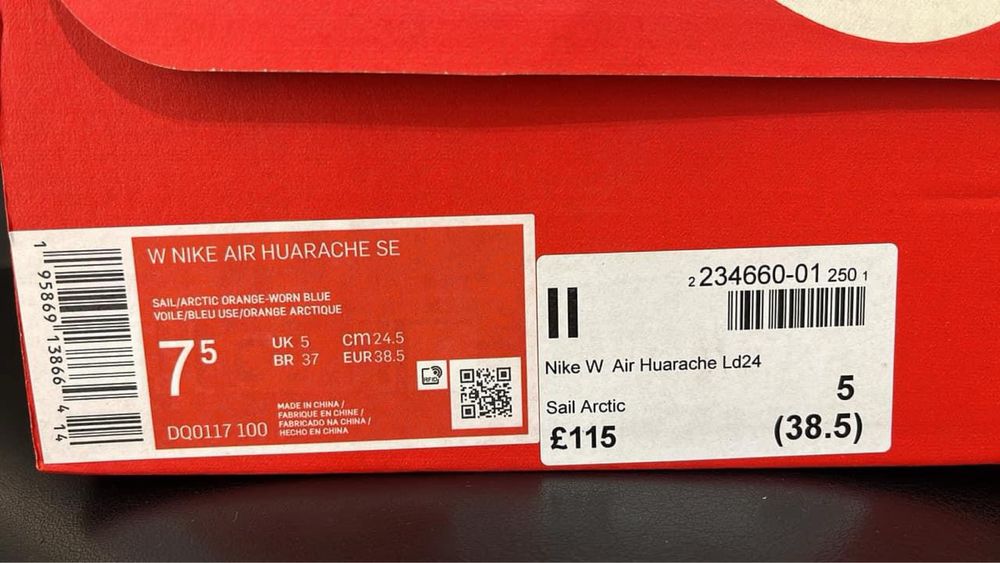 1 95869 13866 4 14
W NIKE AIR HUARACHE SE
SAIL/ARCTIC ORANGE-WORN BLUE
VOILE/BLEU USE/ORANGE ARCTIQUE
7⁵
UK 5
BR 37
cm 24.5
EUR 38.5
RFID
MADE IN CHINA /
FABRIQUE EN CHINE /
FABRICADO NA CHINA /
HECHO EN CHINA
DQ0117 100
2 234660-01 250 1
II
Nike W Air Huarache Ld24
5
Sail Arctic
£115
(38.5)